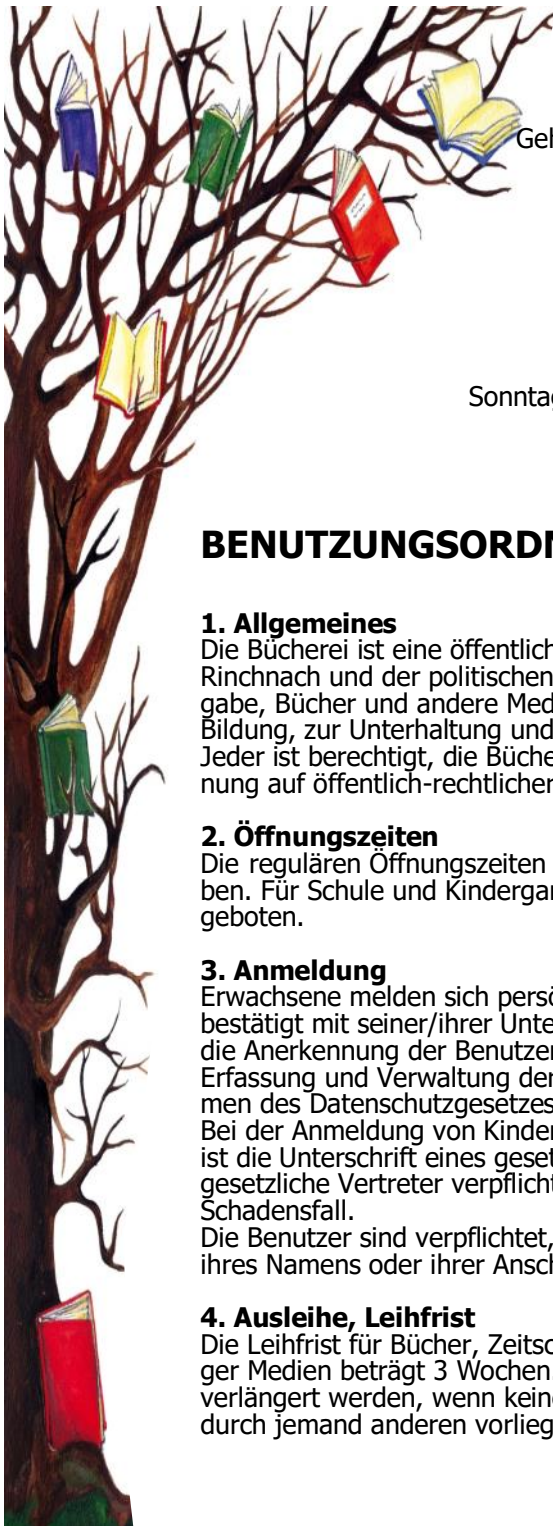 Geh
Sonntag
BENUTZUNGSORDN
1. Allgemeines
Die Bücherei ist eine öffentlich
Rinchnach und der politischen
gabe, Bücher und andere Med
Bildung, zur Unterhaltung und
Jeder ist berechtigt, die Büche
nung auf öffentlich-rechtlicher
2. Öffnungszeiten
Die regulären Öffnungszeiten
ben. Für Schule und Kindergar
geboten.
3. Anmeldung
Erwachsene melden sich persö
bestätigt mit seiner/ihrer Unte
die Anerkennung der Benutzer
Erfassung und Verwaltung der
men des Datenschutzgesetzes
Bei der Anmeldung von Kinder
ist die Unterschrift eines geset
gesetzliche Vertreter verpflicht
Schadensfall.
Die Benutzer sind verpflichtet,
ihres Namens oder ihrer Ansch
4. Ausleihe, Leihfrist
Die Leihfrist für Bücher, Zeitsc
ger Medien beträgt 3 Wochen.
verlängert werden, wenn keine
durch jemand anderen vorlieg